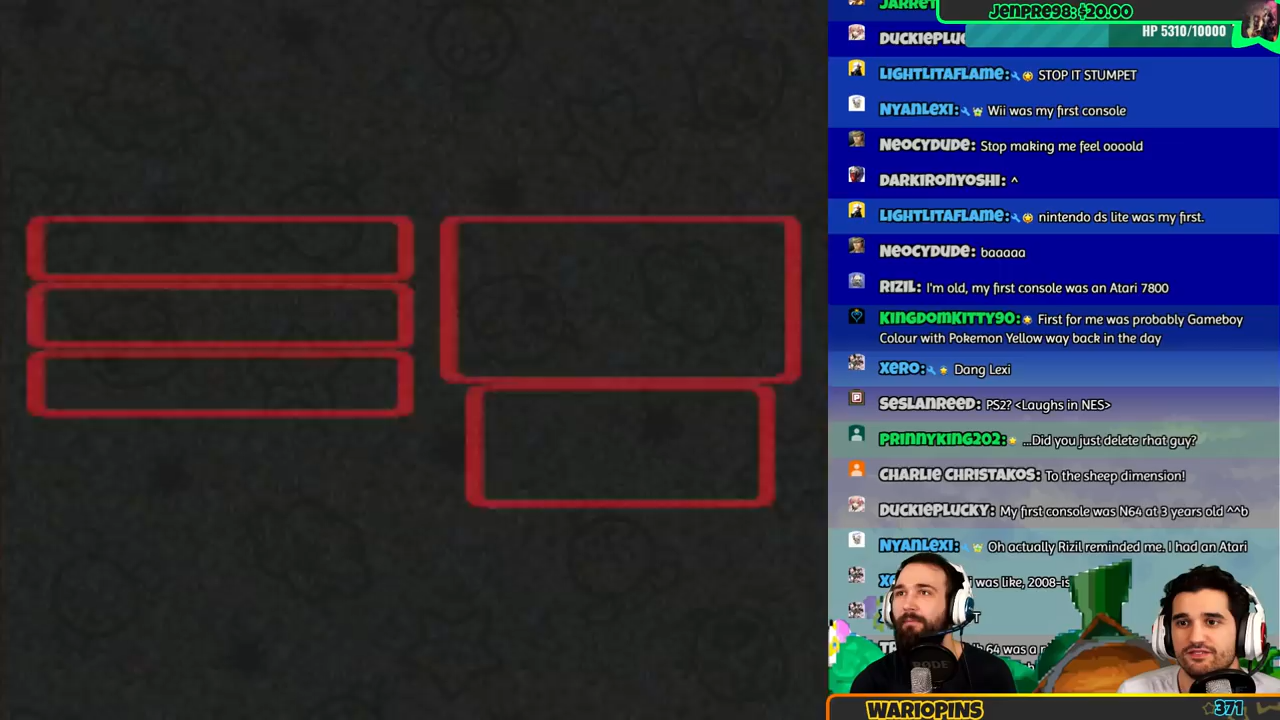 JARRET
JENPRE98: $20.00
HP 5310/10000
DUCKIEPLUC
LIGHTLITAFLAME: STOP IT STUMPET
NYANLEXI: Wii was my first console
NEOCYDUDE: Stop making me feel oooold
DARKIRONYOSHI: ^
LIGHTLITAFLAME: nintendo ds lite was my first.
NEOCYDUDE: baaaaa
RIZIL: I'm old, my first console was an Atari 7800
KINGDOMKITTY90: First for me was probably Gameboy
Colour with Pokemon Yellow way back in the day
XERO: Dang Lexi
SESLANREED: PS2? <Laughs in NES>
PRINNYKING202: ...Did you just delete rhat guy?
CHARLIE CHRISTAKOS: To the sheep dimension!
DUCKIEPLUCKY: My first console was N64 at 3 years old ^^b
NYANLEXI: Oh actually Rizil reminded me. I had an Atari
was like, 2008-is
64 was a
RODE
WARIOPINS
371